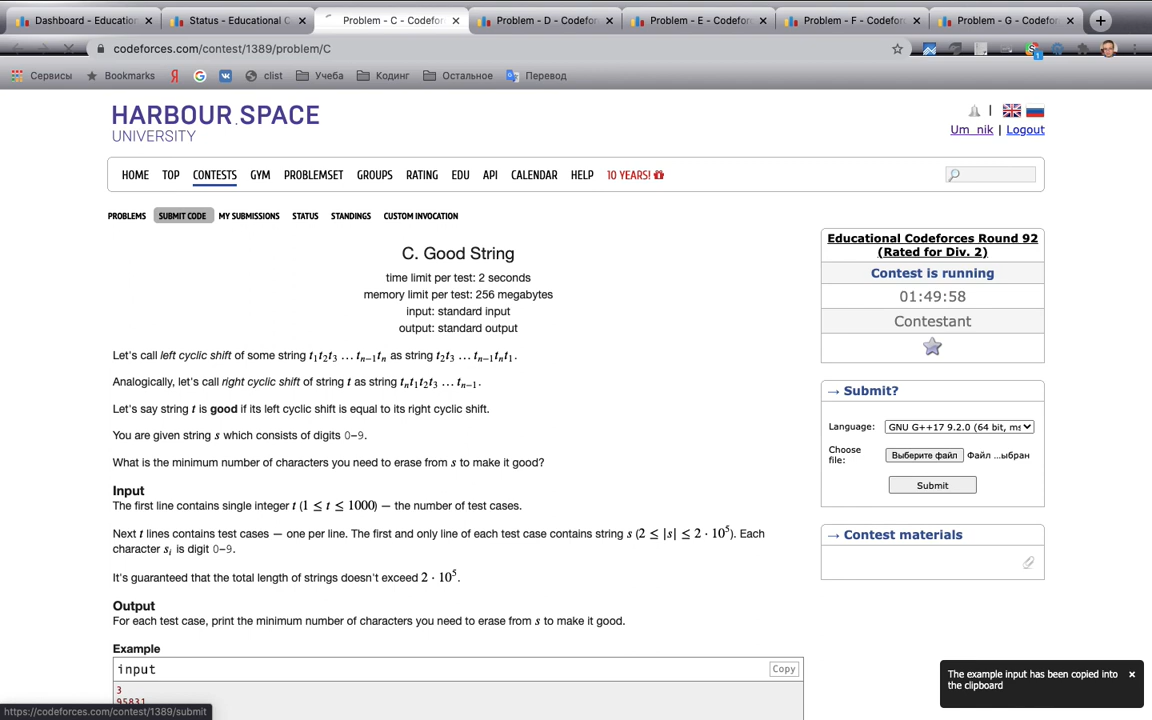 Dashboard - Education
Status - Educational C
Problem - C - Codefor
Problem - D - Codefor
Problem - E - Codefor
Problem - F - Codefor
Problem - G - Codefor
codeforces.com/contest/1389/problem/C
Сервисы
Bookmarks
clist
Учеба
Кодинг
Остальное
Перевод
HARBOUR.SPACE
UNIVERSITY
Um_nik | Logout
HOME TOP CONTESTS GYM PROBLEMSET GROUPS RATING EDU API CALENDAR HELP 10 YEARS!
PROBLEMS SUBMIT CODE MY SUBMISSIONS STATUS STANDINGS CUSTOM INVOCATION
C. Good String
time limit per test: 2 seconds
memory limit per test: 256 megabytes
input: standard input
output: standard output
Let's call left cyclic shift of some string t₁t₂t₃ … tₙ₋₁tₙ as string t₂t₃ … tₙ₋₁tₙt₁.
Analogically, let's call right cyclic shift of string t as string tₙt₁t₂t₃ … tₙ₋₁.
Let's say string t is good if its left cyclic shift is equal to its right cyclic shift.
You are given string s which consists of digits 0–9.
What is the minimum number of characters you need to erase from s to make it good?
Input
The first line contains single integer t (1 ≤ t ≤ 1000) — the number of test cases.
Next t lines contains test cases — one per line. The first and only line of each test case contains string s (2 ≤ |s| ≤ 2 · 10⁵). Each
character sᵢ is digit 0–9.
It's guaranteed that the total length of strings doesn't exceed 2 · 10⁵.
Output
For each test case, print the minimum number of characters you need to erase from s to make it good.
Example
input
Copy
3
95831
Educational Codeforces Round 92
(Rated for Div. 2)
Contest is running
01:49:58
Contestant
→ Submit?
Language:
GNU G++17 9.2.0 (64 bit, ms
Choose
file:
Выберите файл
Файл ...ыбран
Submit
→ Contest materials
The example input has been copied into
the clipboard
https://codeforces.com/contest/1389/submit